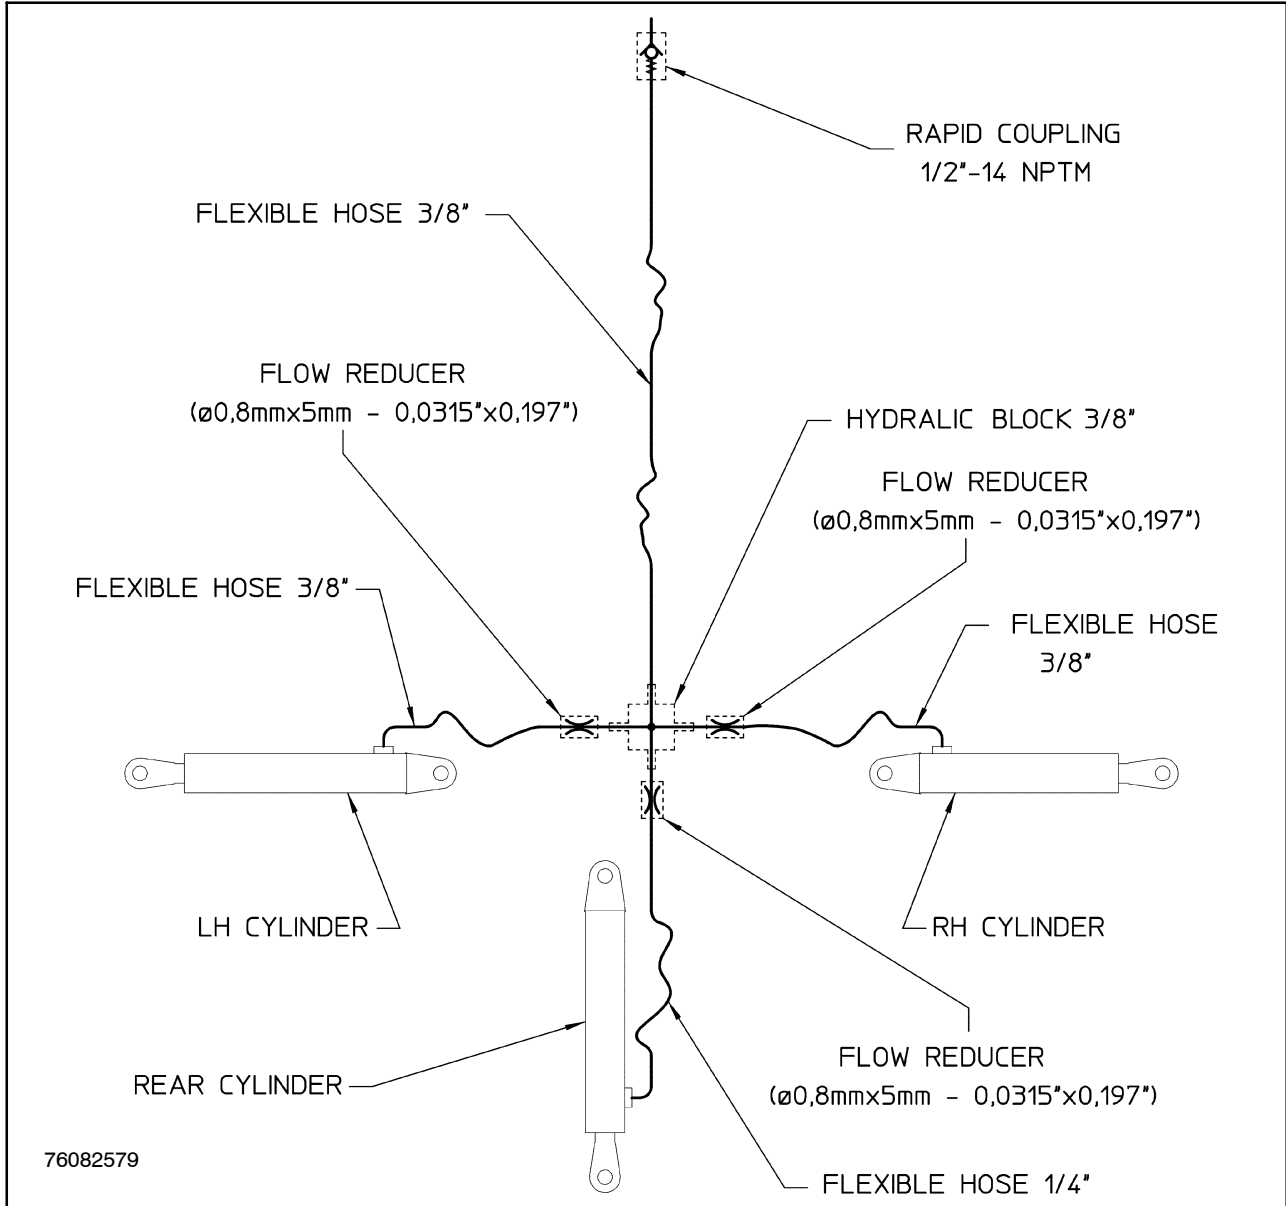 RAPID COUPLING
1/2"-14 NPTM
FLEXIBLE HOSE 3/8"
FLOW REDUCER
(ø0,8mmx5mm - 0,0315"x0,197")
HYDRALIC BLOCK 3/8"
FLOW REDUCER
(ø0,8mmx5mm - 0,0315"x0,197")
FLEXIBLE HOSE 3/8"
FLEXIBLE HOSE
3/8"
LH CYLINDER
RH CYLINDER
FLOW REDUCER
(ø0,8mmx5mm - 0,0315"x0,197")
REAR CYLINDER
76082579
FLEXIBLE HOSE 1/4"